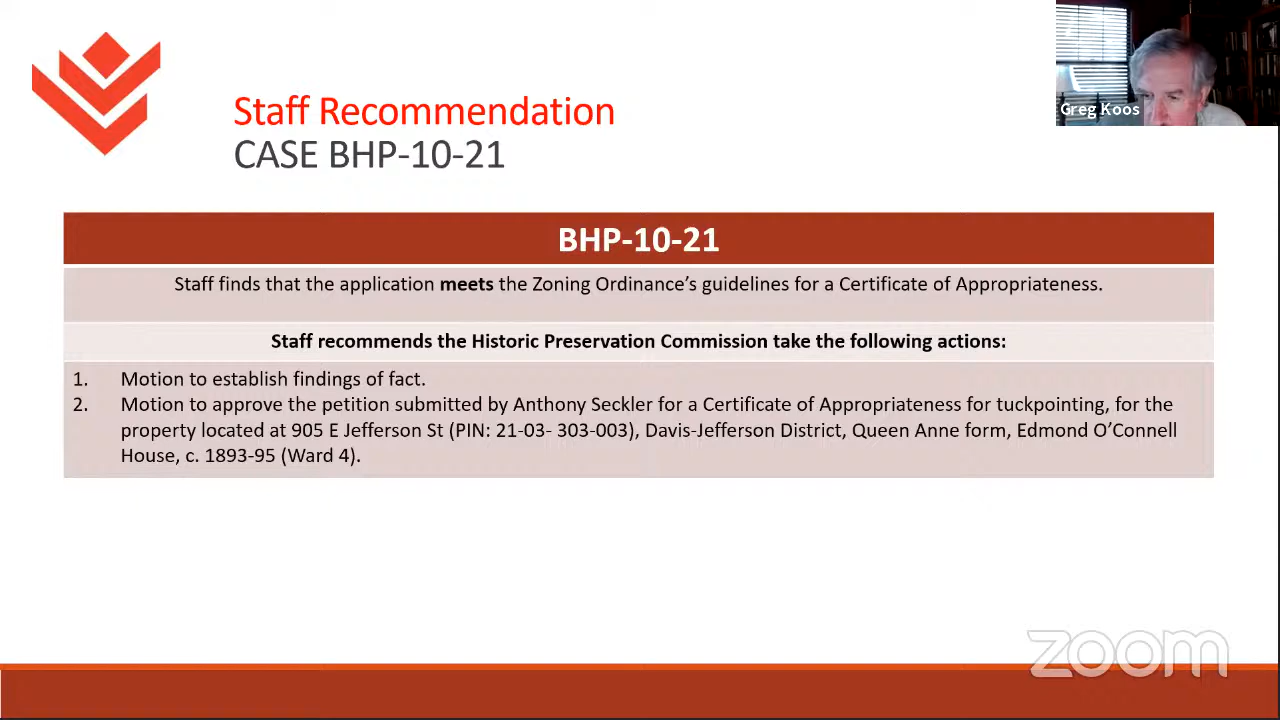 Staff Recommendation
CASE BHP-10-21
Greg Koos
BHP-10-21
Staff finds that the application meets the Zoning Ordinance's guidelines for a Certificate of Appropriateness.
Staff recommends the Historic Preservation Commission take the following actions:
1. Motion to establish findings of fact.
2. Motion to approve the petition submitted by Anthony Seckler for a Certificate of Appropriateness for tuckpointing, for the
property located at 905 E Jefferson St (PIN: 21-03- 303-003), Davis-Jefferson District, Queen Anne form, Edmond O'Connell
House, c. 1893-95 (Ward 4).
zoom